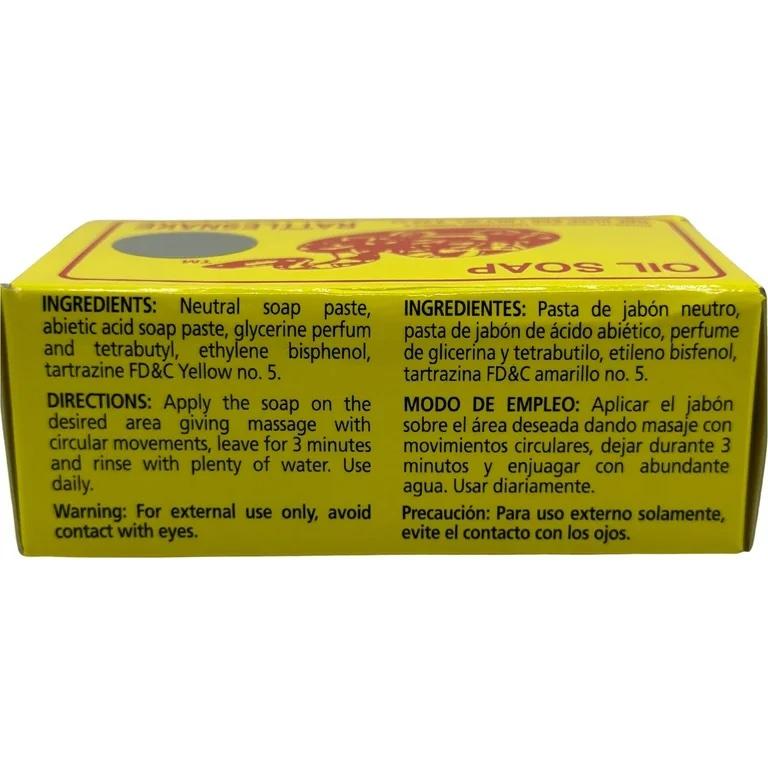 RATTLESNAKE
TM
OIL SOAP
INGREDIENTS: Neutral soap paste,
abietic acid soap paste, glycerine perfum
and tetrabutyl, ethylene bisphenol,
tartrazine FD&C Yellow no. 5.
DIRECTIONS: Apply the soap on the
desired area giving massage with
circular movements, leave for 3 minutes
and rinse with plenty of water. Use
daily.
Warning: For external use only, avoid
contact with eyes.
INGREDIENTES: Pasta de jabón neutro,
pasta de jabón de ácido abiético, perfume
de glicerina y tetrabutilo, etileno bisfenol,
tartrazina FD&C amarillo no. 5.
MODO DE EMPLEO: Aplicar el jabón
sobre el área deseada dando masaje con
movimientos circulares, dejar durante 3
minutos y enjuagar con abundante
agua. Usar diariamente.
Precaución: Para uso externo solamente,
evite el contacto con los ojos.